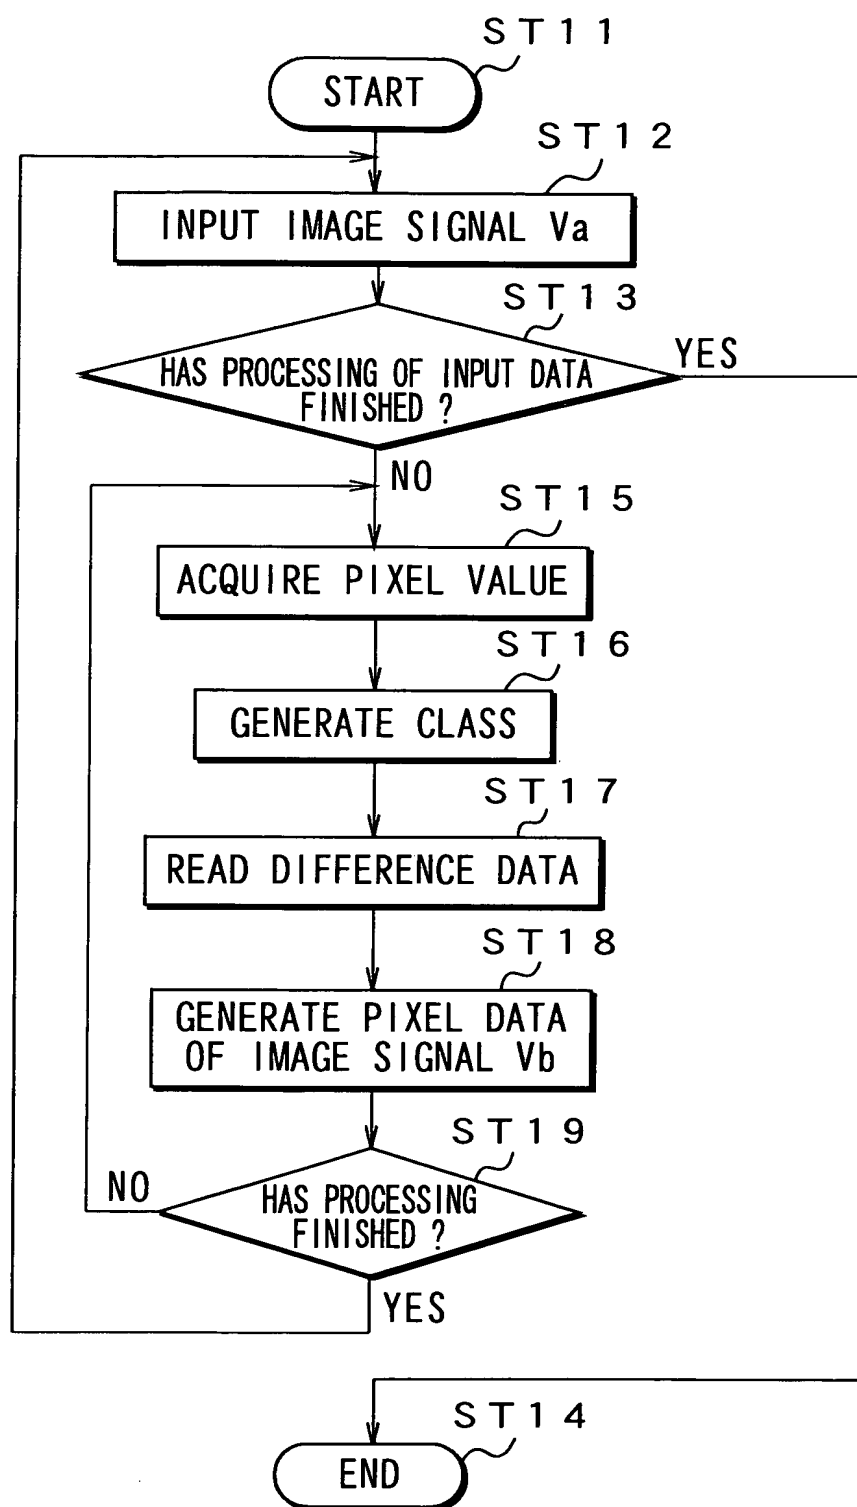 ST11
START
ST12
INPUT IMAGE SIGNAL Va
ST13
HAS PROCESSING OF INPUT DATA
FINISHED ?
YES
NO
ST15
ACQUIRE PIXEL VALUE
ST16
GENERATE CLASS
ST17
READ DIFFERENCE DATA
ST18
GENERATE PIXEL DATA
OF IMAGE SIGNAL Vb
ST19
NO
HAS PROCESSING
FINISHED ?
YES
ST14
END